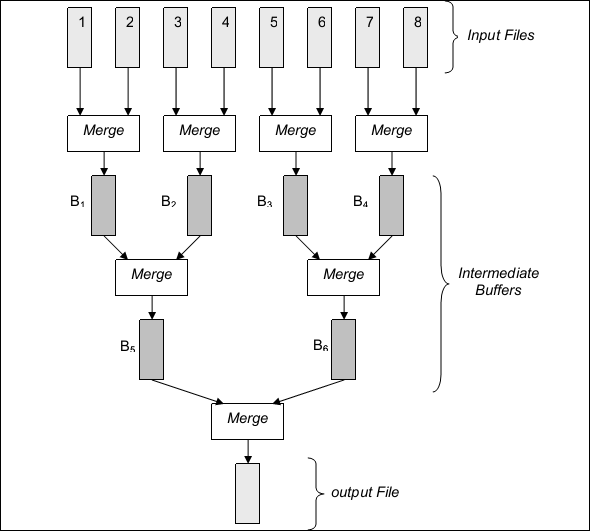 1 2 3 4 5 6 7 8
Input Files
Merge Merge Merge Merge
B1 B2 B3 B4
Merge Merge
Intermediate
Buffers
B5 B6
Merge
output File